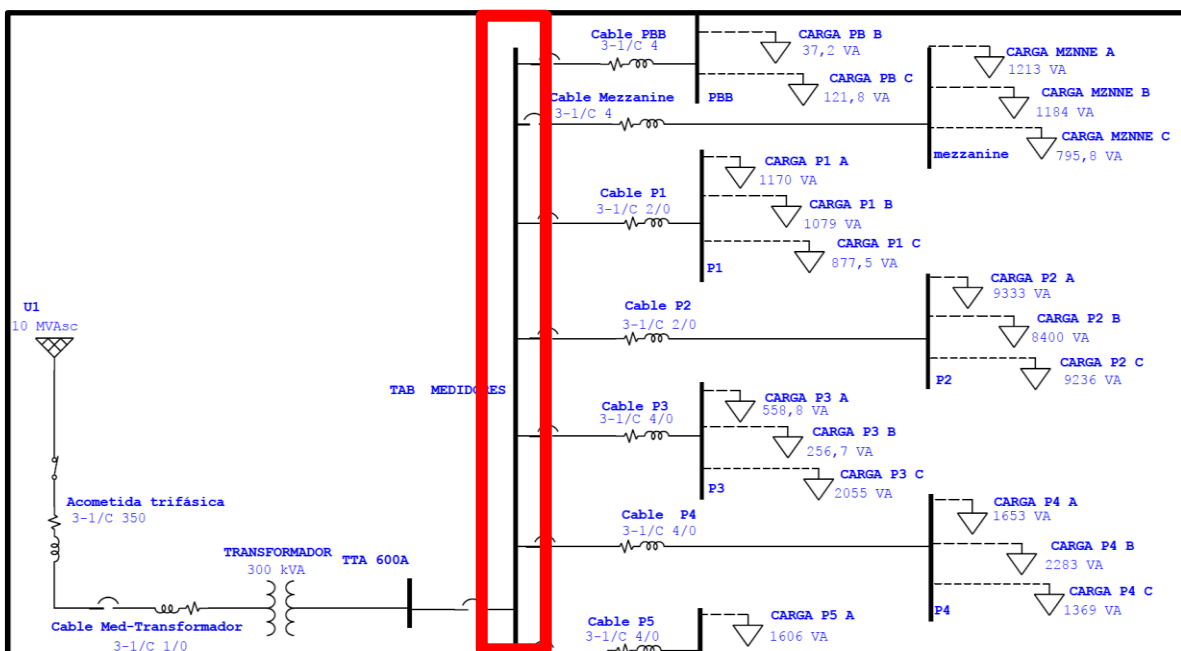 Cable PBB
3-1/C 4
CARGA PB B
37,2 VA
CARGA PB C
121,8 VA
PBB
CARGA MZNNE A
1213 VA
CARGA MZNNE B
1184 VA
CARGA MZNNE C
795,8 VA
mezzanine
Cable Mezzanine
3-1/C 4
CARGA P1 A
1170 VA
Cable P1
3-1/C 2/0
CARGA P1 B
1079 VA
CARGA P1 C
877,5 VA
P1
Cable P2
3-1/C 2/0
CARGA P2 A
9333 VA
CARGA P2 B
8400 VA
CARGA P2 C
9236 VA
P2
U1
10 MVAsc
TAB MEDIDORES
Cable P3
3-1/C 4/0
CARGA P3 A
558,8 VA
CARGA P3 B
256,7 VA
CARGA P3 C
2055 VA
P3
Cable P4
3-1/C 4/0
CARGA P4 A
1653 VA
CARGA P4 B
2283 VA
CARGA P4 C
1369 VA
P4
Acometida trifásica
3-1/C 350
TRANSFORMADOR
300 kVA
TTA 600A
Cable Med-Transformador
3-1/C 1/0
Cable P5
3-1/C 4/0
CARGA P5 A
1606 VA